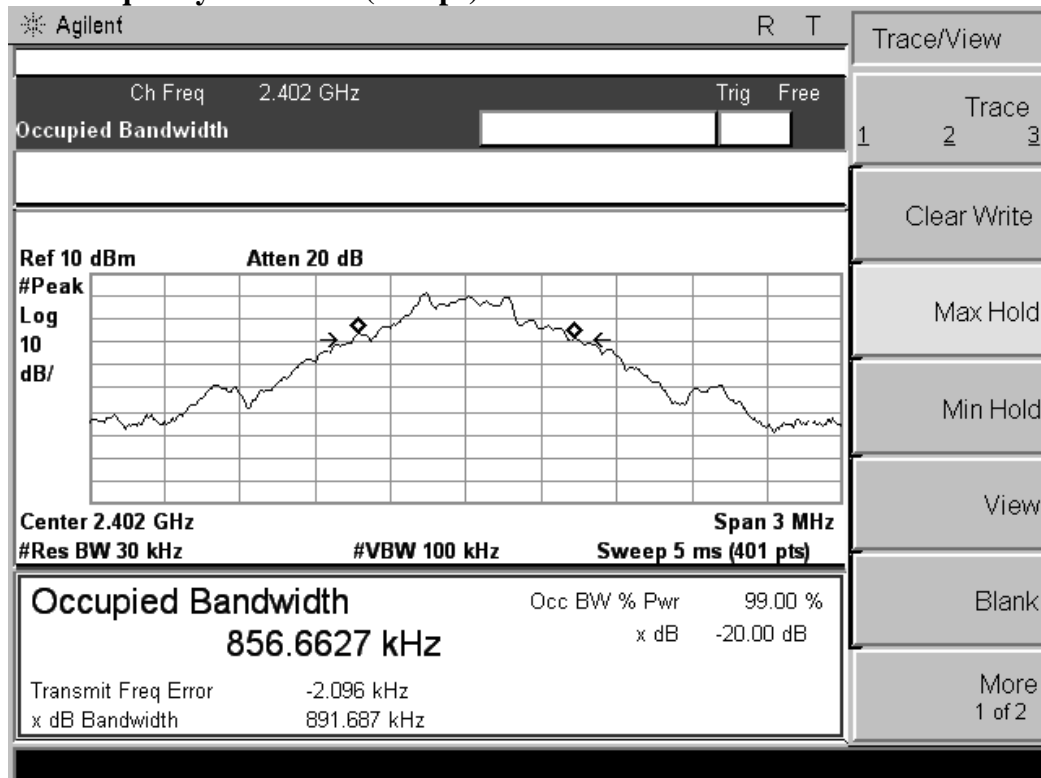 Agilent
R T
Trace/View
Ch Freq 2.402 GHz
Trig Free
Occupied Bandwidth
Trace
1 2 3
Clear Write
Max Hold
Min Hold
View
Blank
More
1 of 2
Ref 10 dBm
Atten 20 dB
#Peak
Log
10
dB/
Center 2.402 GHz
Span 3 MHz
#Res BW 30 kHz
#VBW 100 kHz
Sweep 5 ms (401 pts)
Occupied Bandwidth
856.6627 kHz
Occ BW % Pwr 99.00 %
x dB -20.00 dB
Transmit Freq Error -2.096 kHz
x dB Bandwidth 891.687 kHz